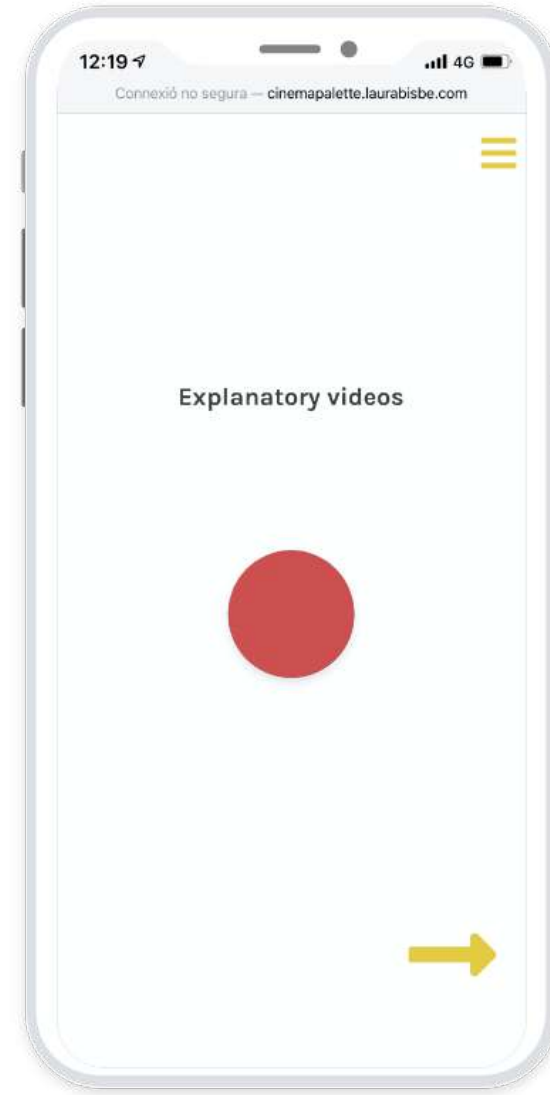 12:19 4G
Connexió no segura — cinemapalette.laurabisbe.com
Explanatory videos